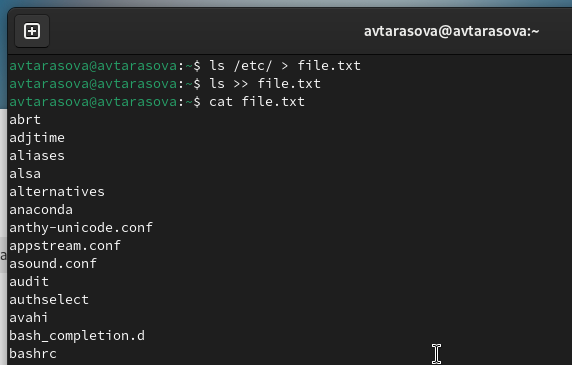 avtarasova@avtarasova:~
avtarasova@avtarasova:~$ ls /etc/ > file.txt
avtarasova@avtarasova:~$ ls >> file.txt
avtarasova@avtarasova:~$ cat file.txt
abrt
adjtime
aliases
alsa
alternatives
anaconda
anthy-unicode.conf
appstream.conf
asound.conf
audit
authselect
avahi
bash_completion.d
bashrc